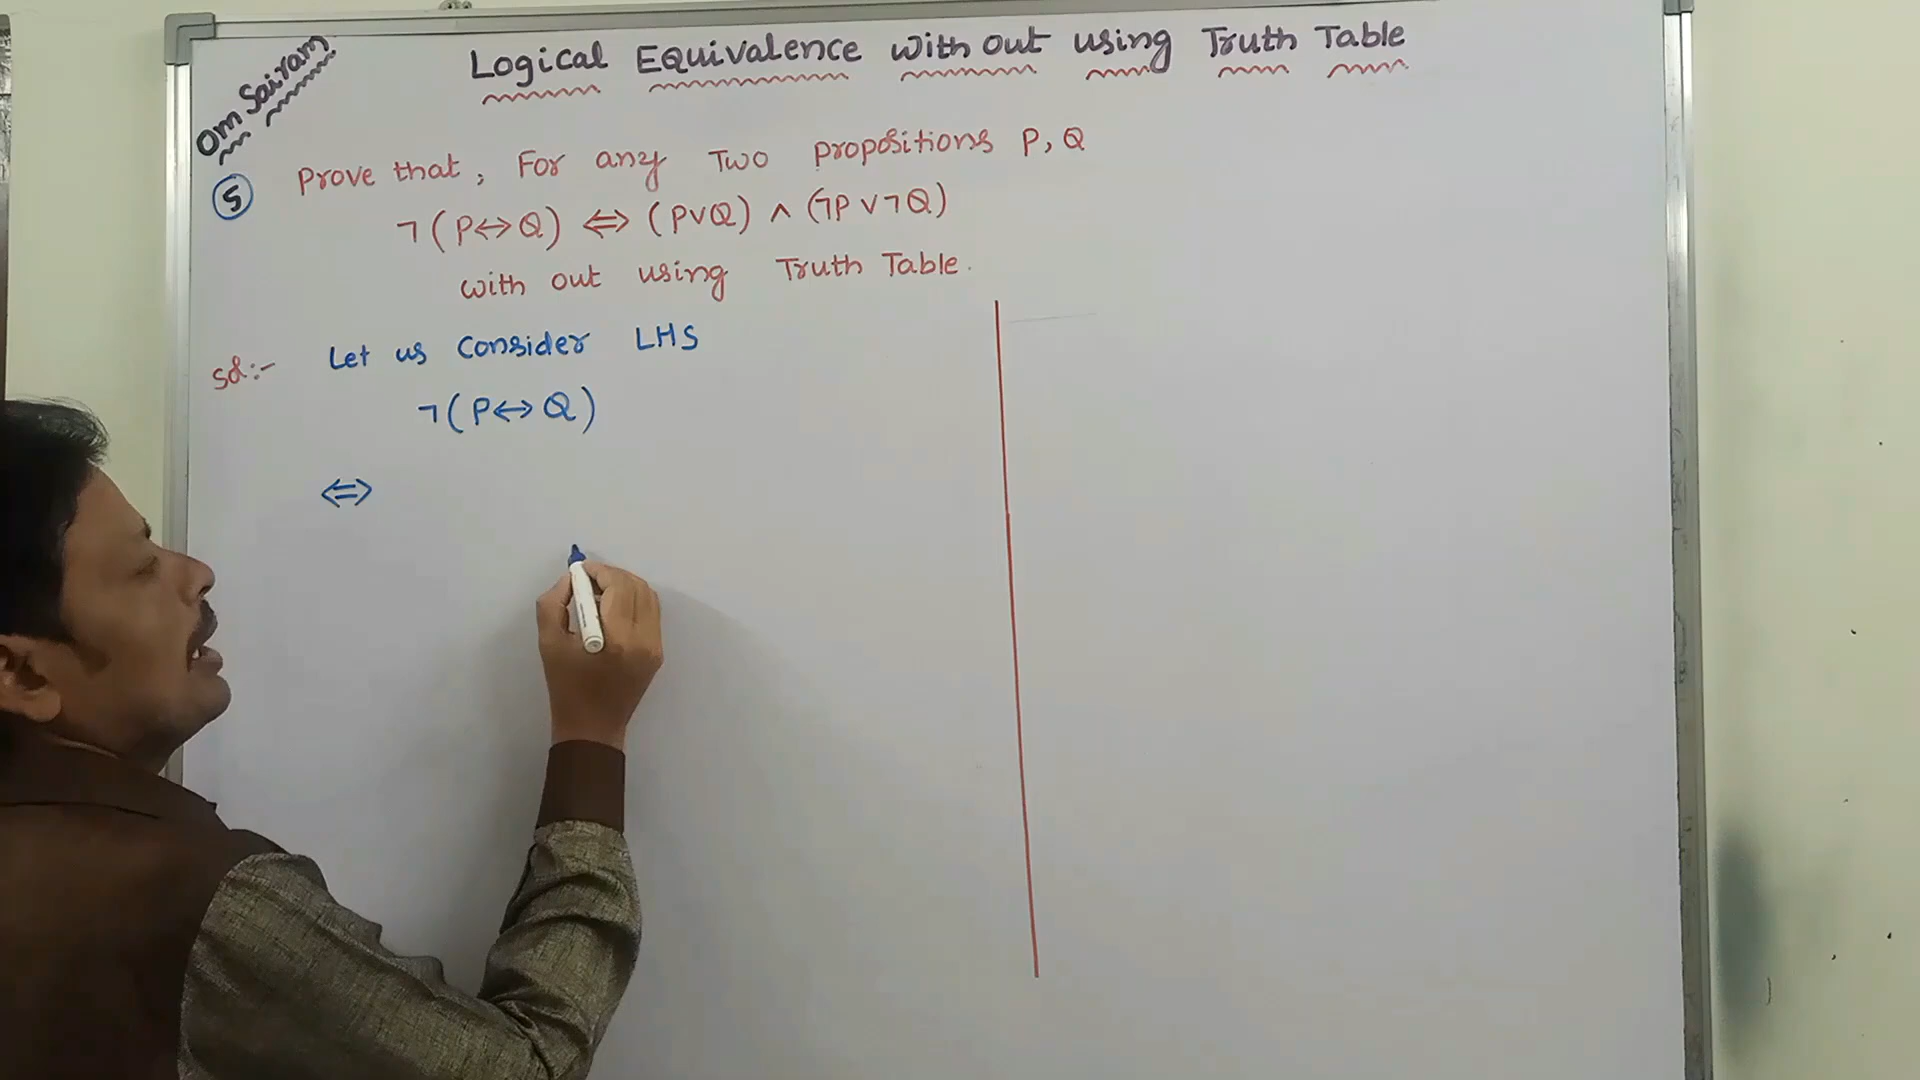 Logical Equivalence with out using Truth Table
Om Sairam
5 Prove that, For any Two propositions P, Q
¬(P↔Q) ⇔ (P∨Q) ∧ (¬P∨¬Q)
with out using Truth Table.
Sol:- Let us Consider LHS
¬(P↔Q)
⇔